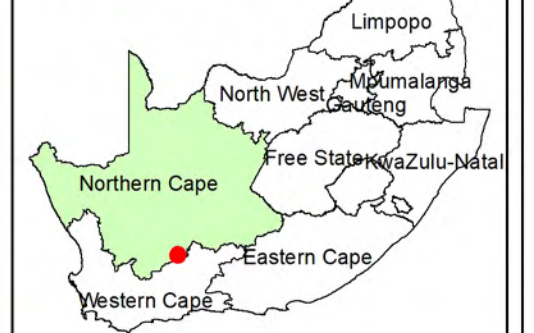 Limpopo
Mpumalanga
North West
Gauteng
Free State
KwaZulu-Natal
Northern Cape
Eastern Cape
Western Cape